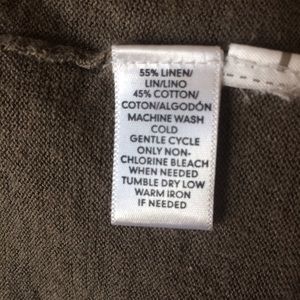 55% LINEN/
LIN/LINO
45% COTTON/
COTON/ALGODÓN
MACHINE WASH
COLD
GENTLE CYCLE
ONLY NON-
CHLORINE BLEACH
WHEN NEEDED
TUMBLE DRY LOW
WARM IRON
IF NEEDED